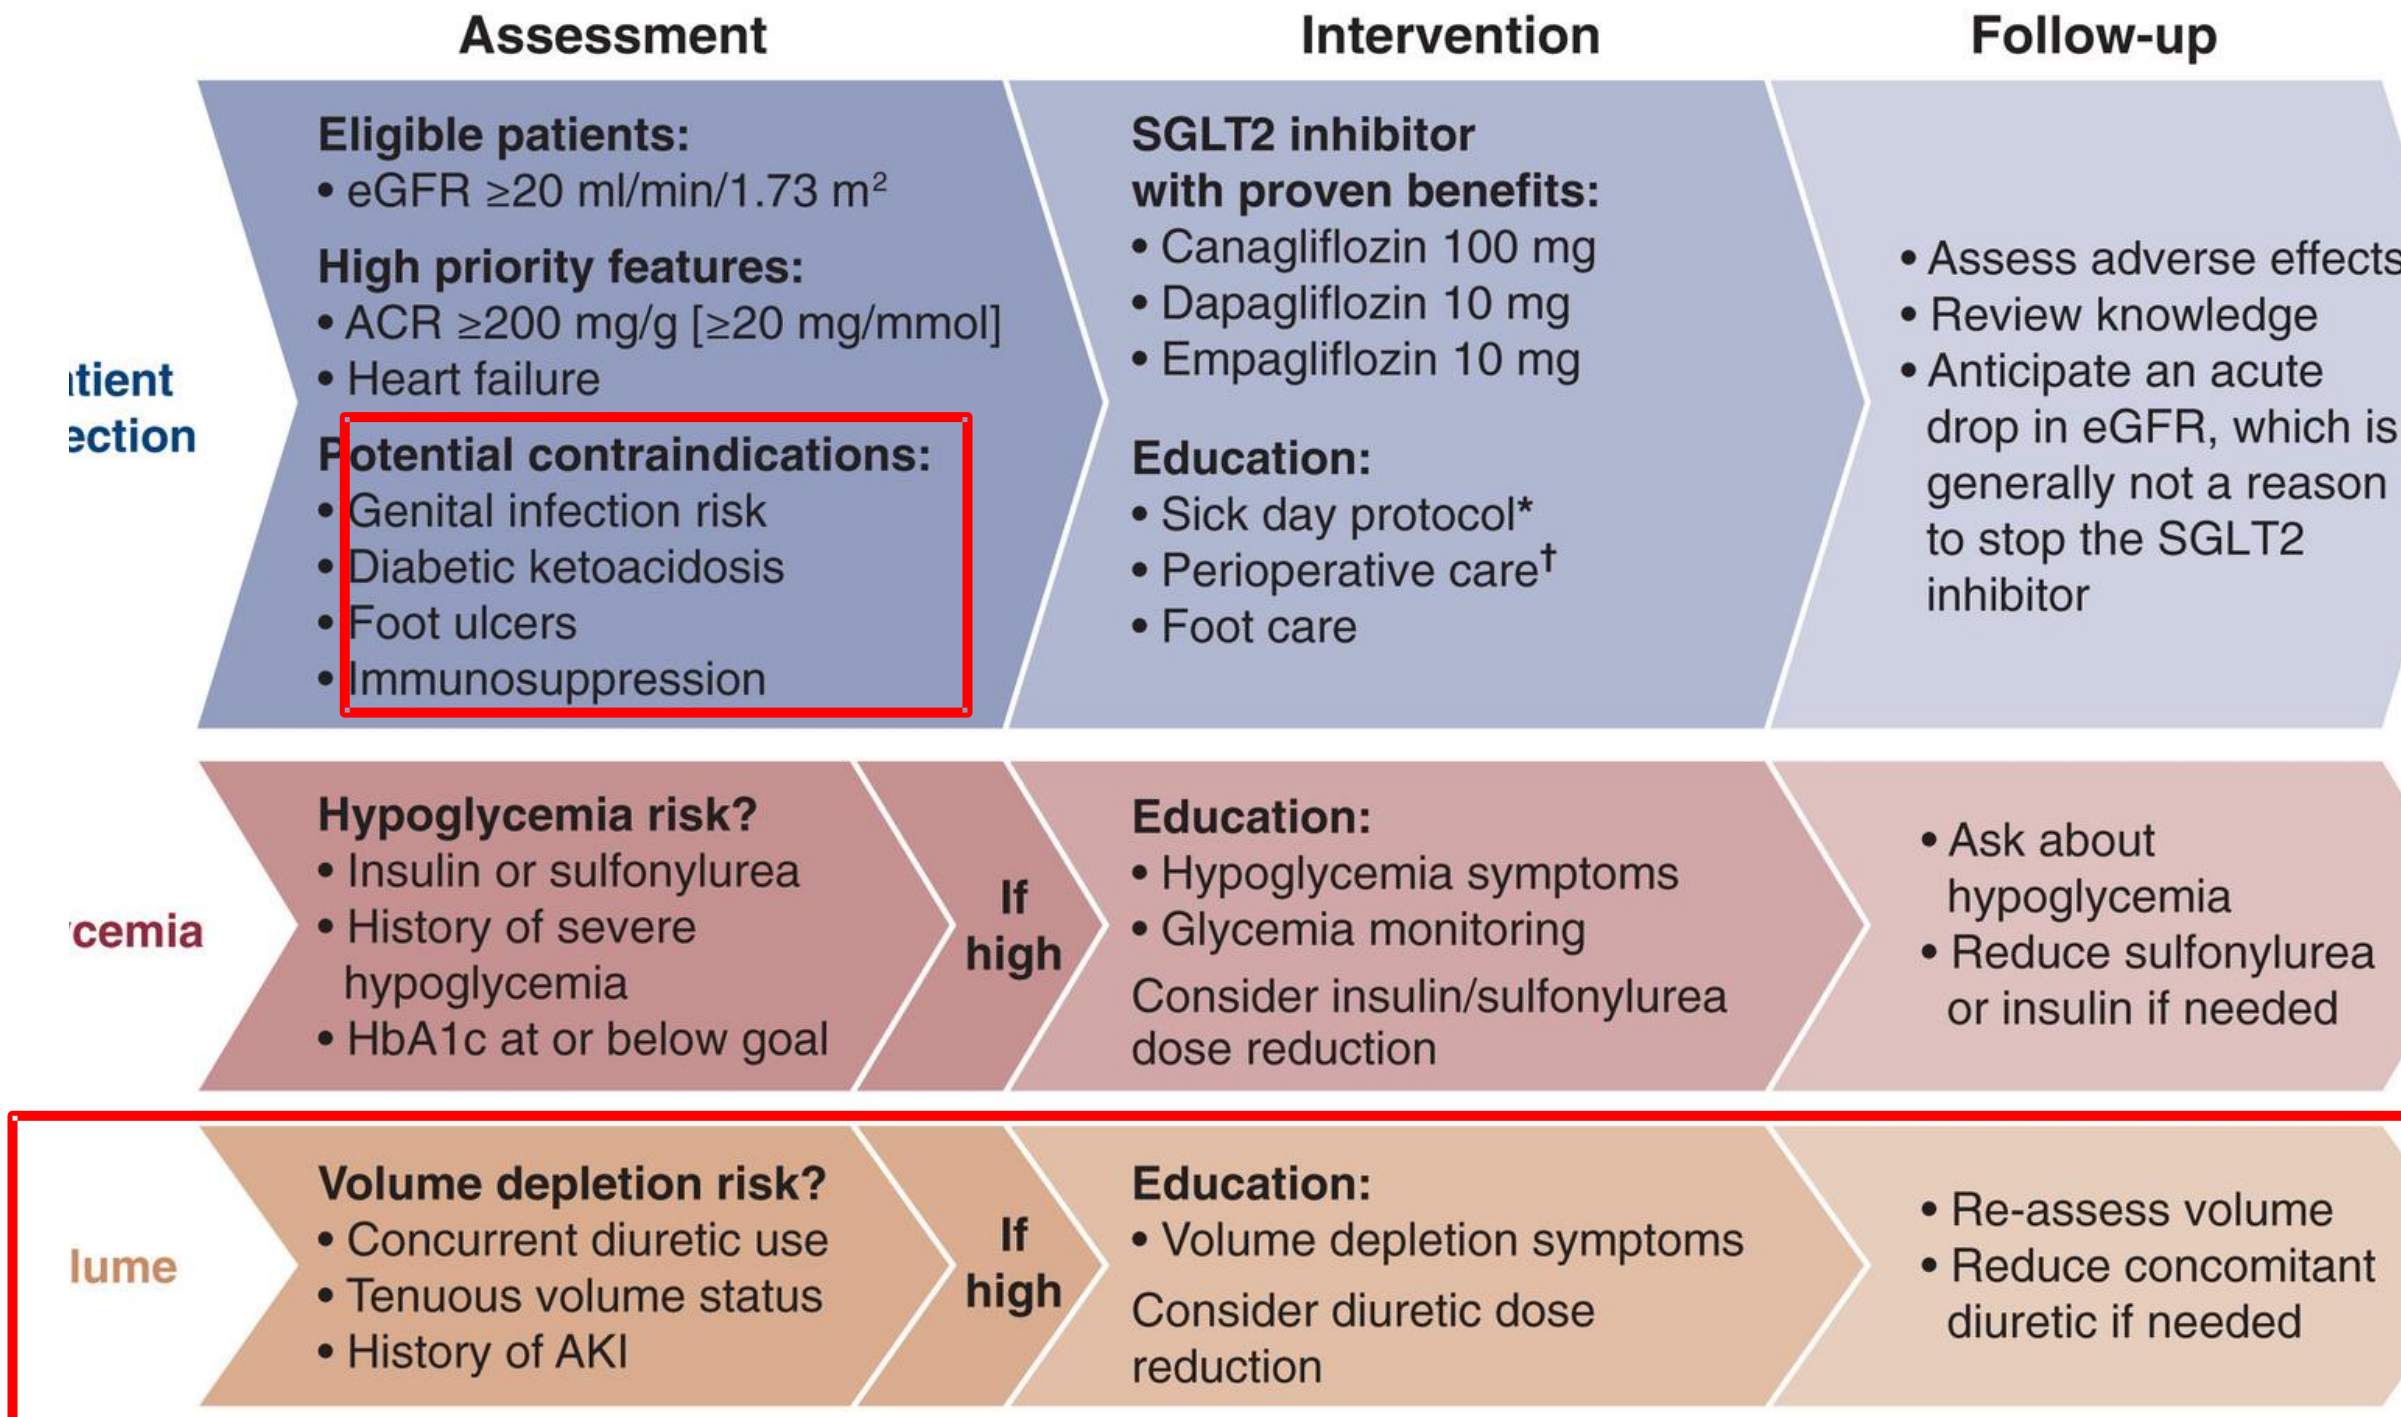 Assessment
Intervention
Follow-up
tient
ection
Eligible patients:
• eGFR ≥20 ml/min/1.73 m²
High priority features:
• ACR ≥200 mg/g [≥20 mg/mmol]
• Heart failure
Potential contraindications:
• Genital infection risk
• Diabetic ketoacidosis
• Foot ulcers
• Immunosuppression
SGLT2 inhibitor
with proven benefits:
• Canagliflozin 100 mg
• Dapagliflozin 10 mg
• Empagliflozin 10 mg
Education:
• Sick day protocol*
• Perioperative care†
• Foot care
• Assess adverse effects
• Review knowledge
• Anticipate an acute
drop in eGFR, which is
generally not a reason
to stop the SGLT2
inhibitor
cemia
Hypoglycemia risk?
• Insulin or sulfonylurea
• History of severe
hypoglycemia
• HbA1c at or below goal
If
high
Education:
• Hypoglycemia symptoms
• Glycemia monitoring
Consider insulin/sulfonylurea
dose reduction
• Ask about
hypoglycemia
• Reduce sulfonylurea
or insulin if needed
lume
Volume depletion risk?
• Concurrent diuretic use
• Tenuous volume status
• History of AKI
If
high
Education:
• Volume depletion symptoms
Consider diuretic dose
reduction
• Re-assess volume
• Reduce concomitant
diuretic if needed